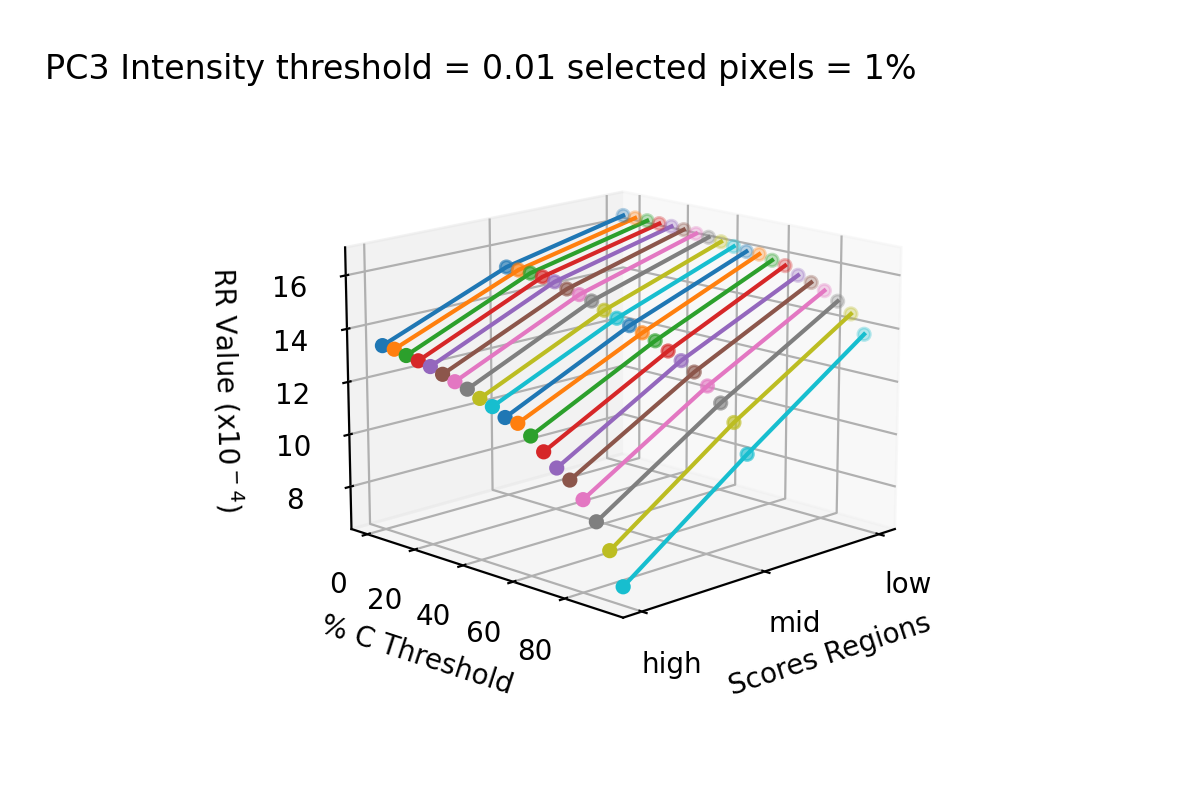 PC3 Intensity threshold = 0.01 selected pixels = 1%
RR Value (x10⁻⁴)
16
14
12
10
8
0
20
40
60
80
% C Threshold
high
mid
low
Scores Regions